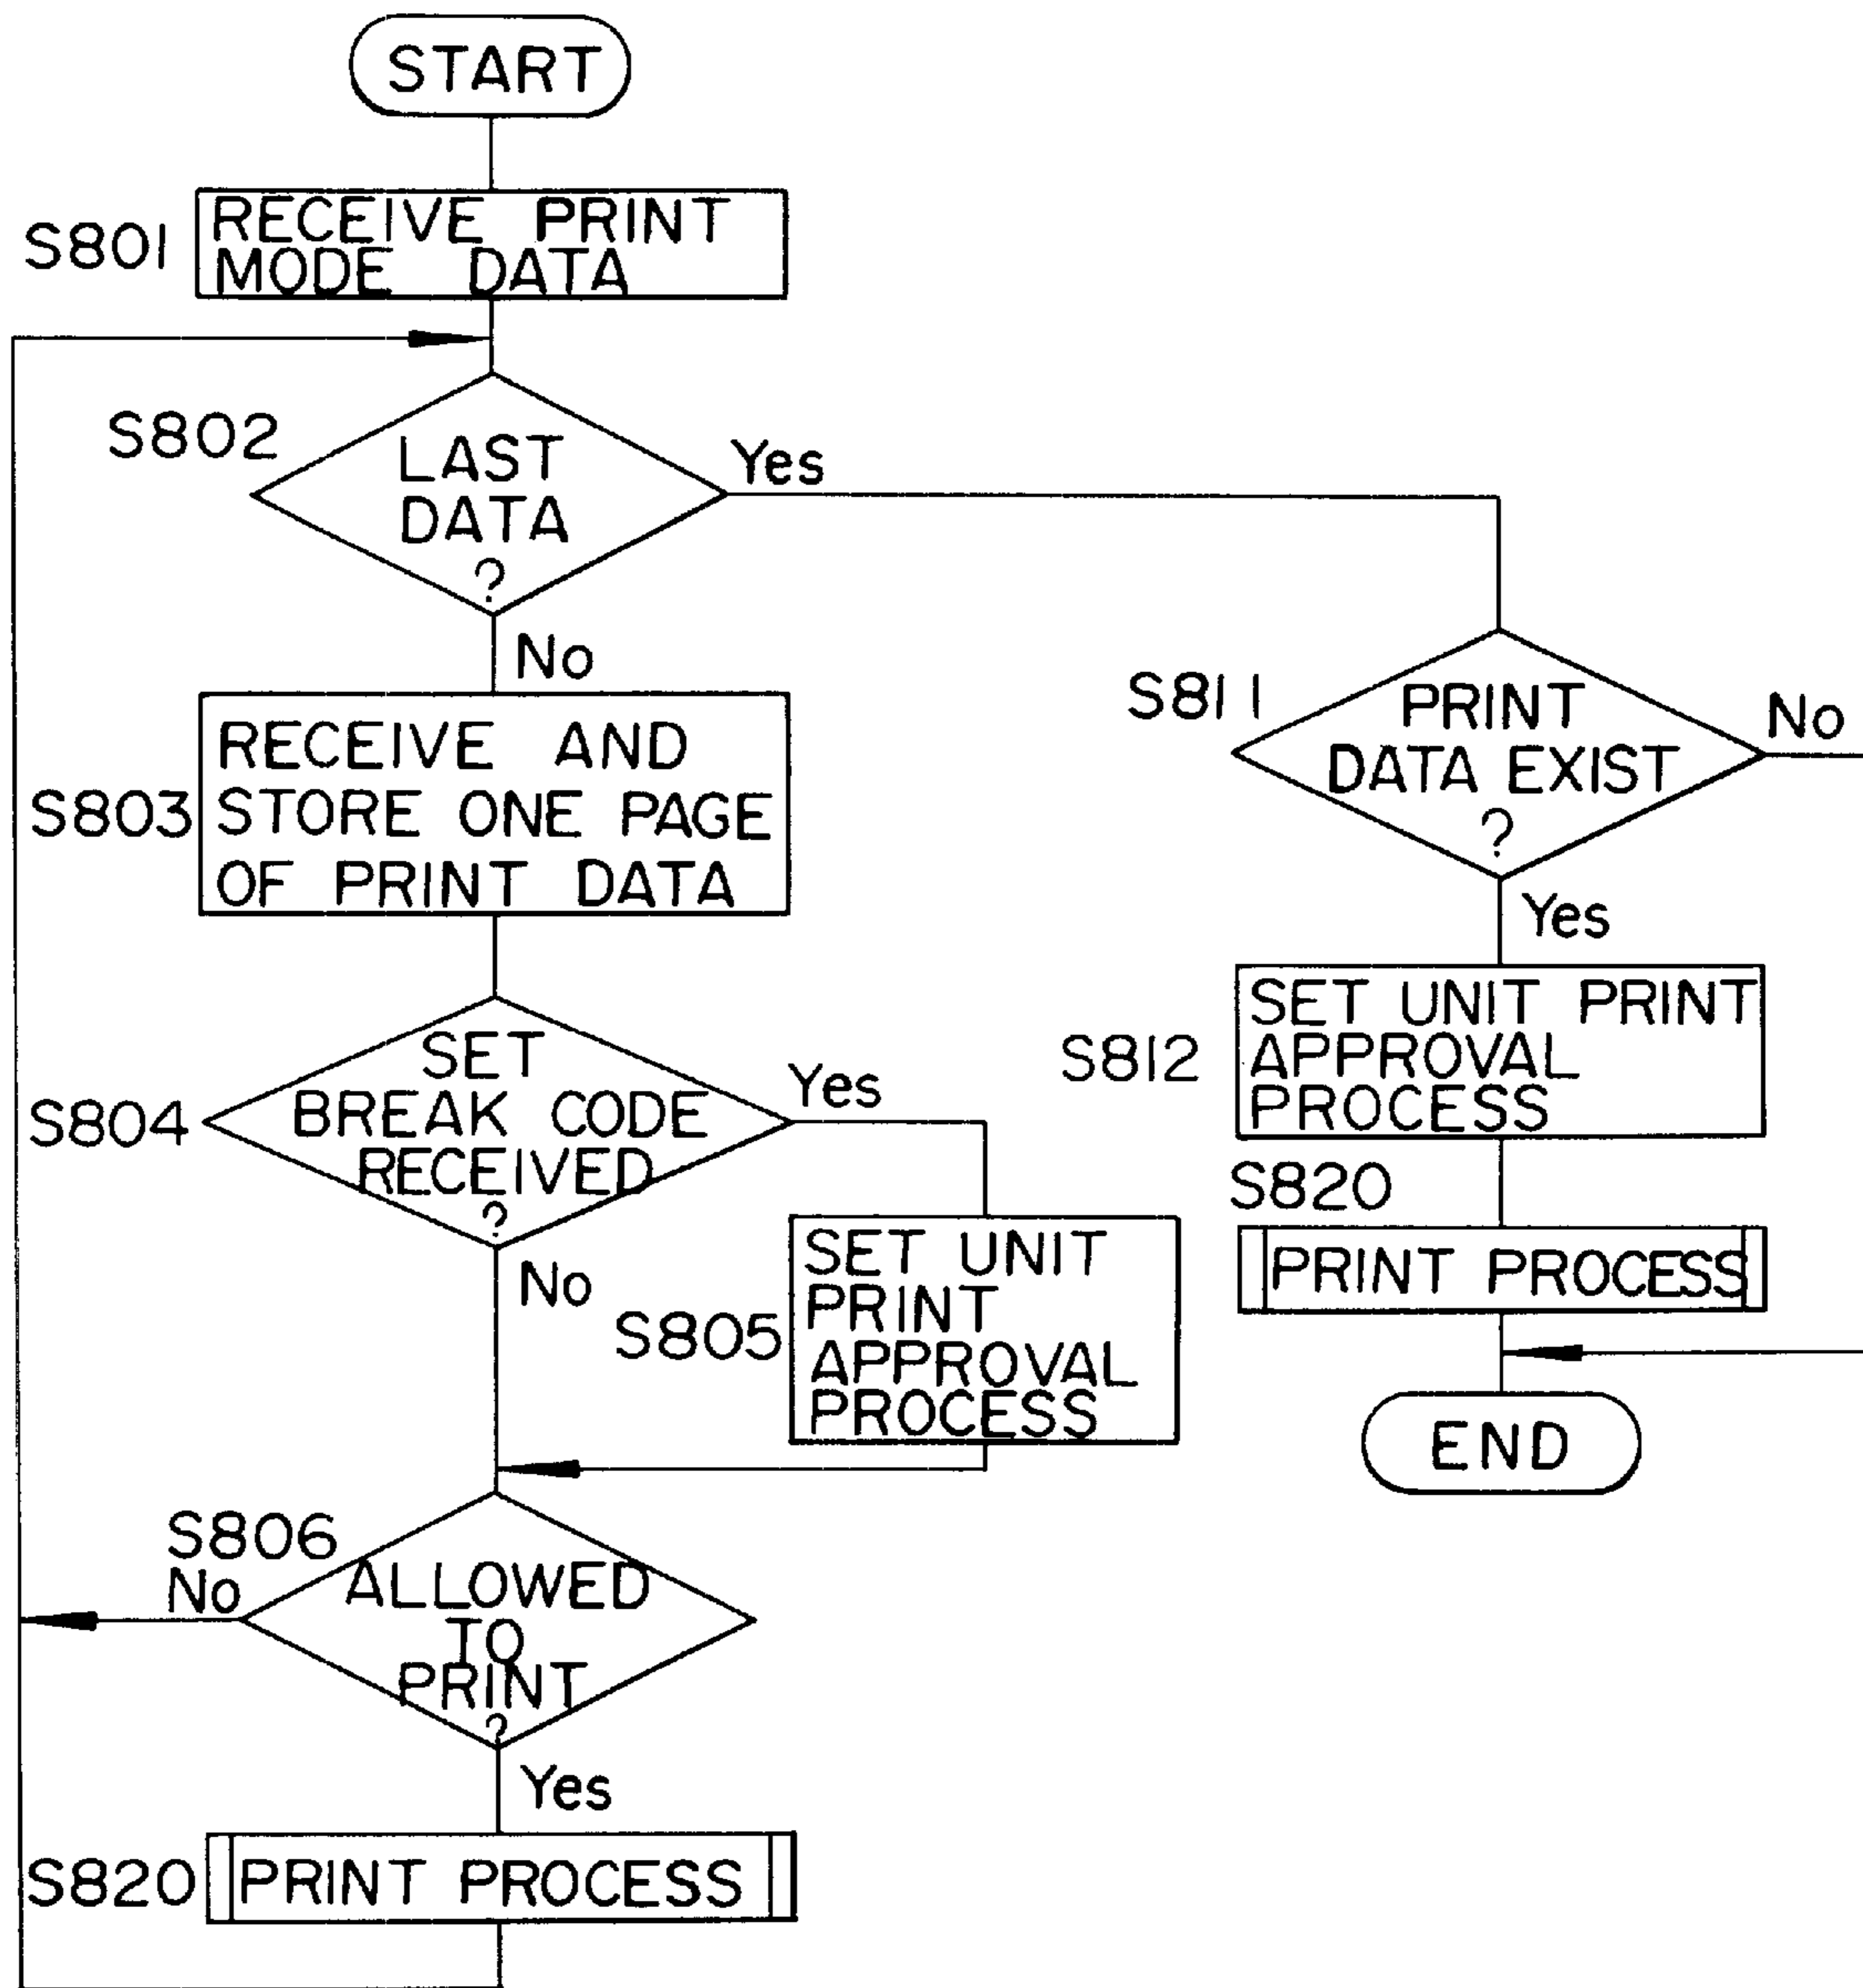 START
S801
RECEIVE PRINT
MODE DATA
S802
LAST
DATA
?
Yes
No
S803
RECEIVE AND
STORE ONE PAGE
OF PRINT DATA
S804
SET
BREAK CODE
RECEIVED
?
Yes
No
S805
SET UNIT
PRINT
APPROVAL
PROCESS
S806
No
ALLOWED
TO
PRINT
?
Yes
S820
PRINT PROCESS
S811
PRINT
DATA EXIST
?
No
Yes
S812
SET UNIT PRINT
APPROVAL
PROCESS
S820
PRINT PROCESS
END